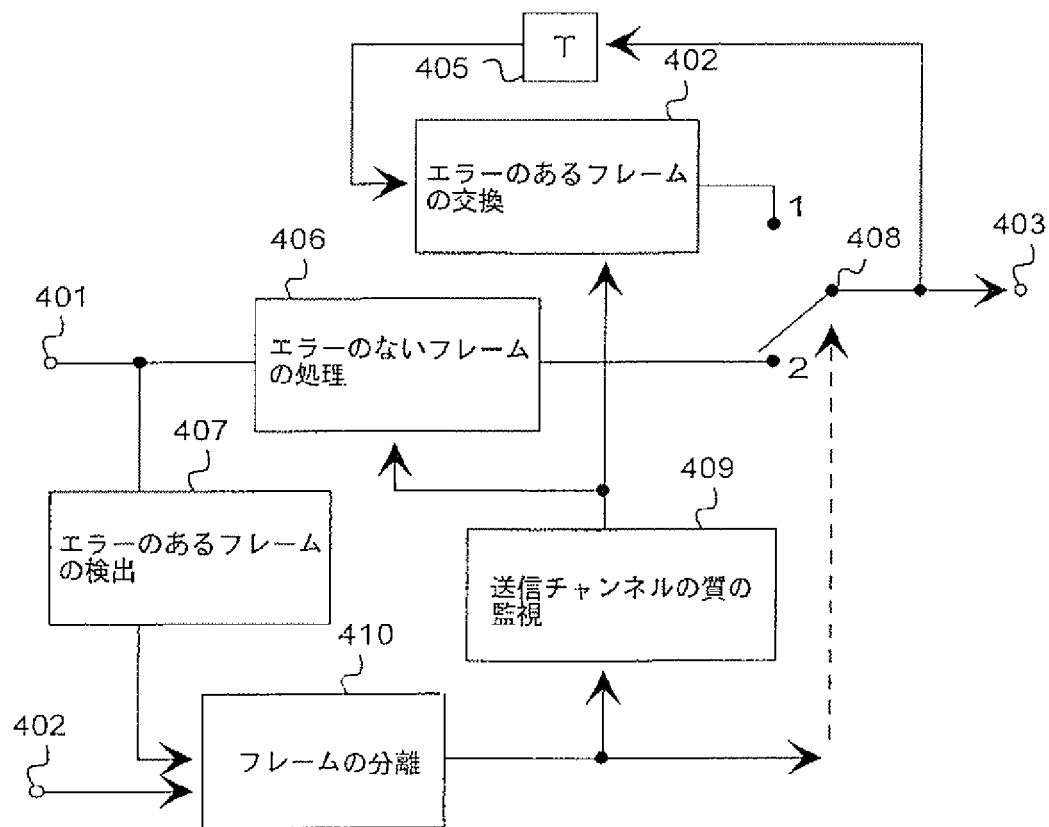 T
405
402
エラーのあるフレーム
の交換
1
406
408
403
401
エラーのないフレーム
の処理
2
407
409
エラーのあるフレーム
の検出
送信チャンネルの質の
監視
410
402
フレームの分離